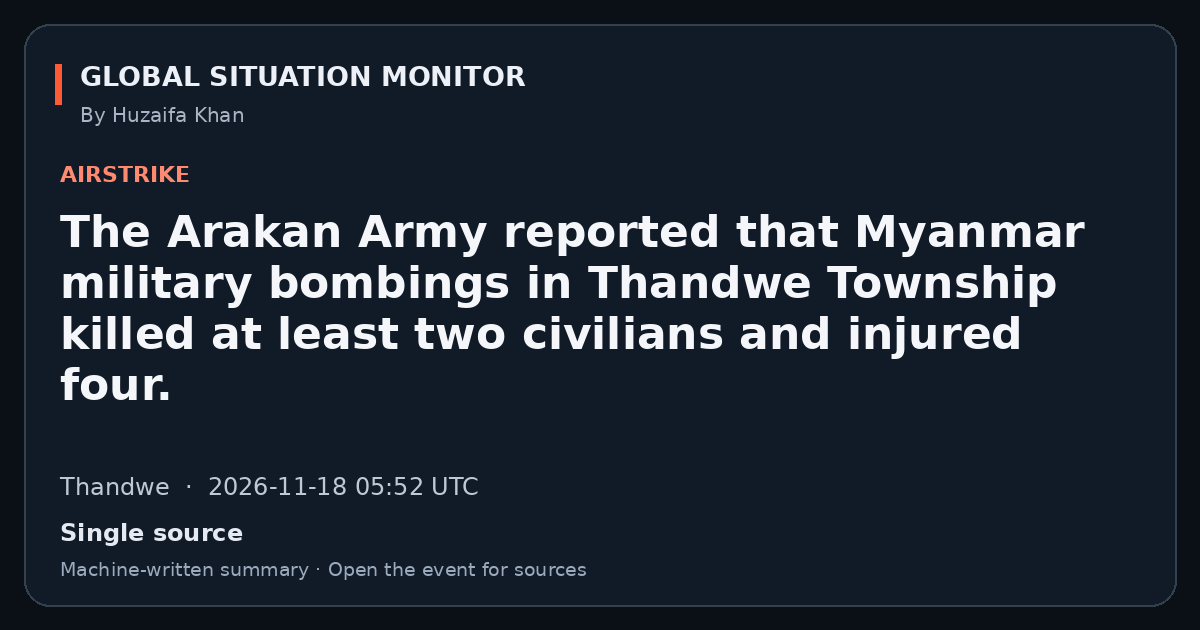 GLOBAL SITUATION MONITOR
By Huzaifa Khan
AIRSTRIKE
The Arakan Army reported that Myanmar
military bombings in Thandwe Township
killed at least two civilians and injured
four.
Thandwe · 2026-11-18 05:52 UTC
Single source
Machine-written summary · Open the event for sources